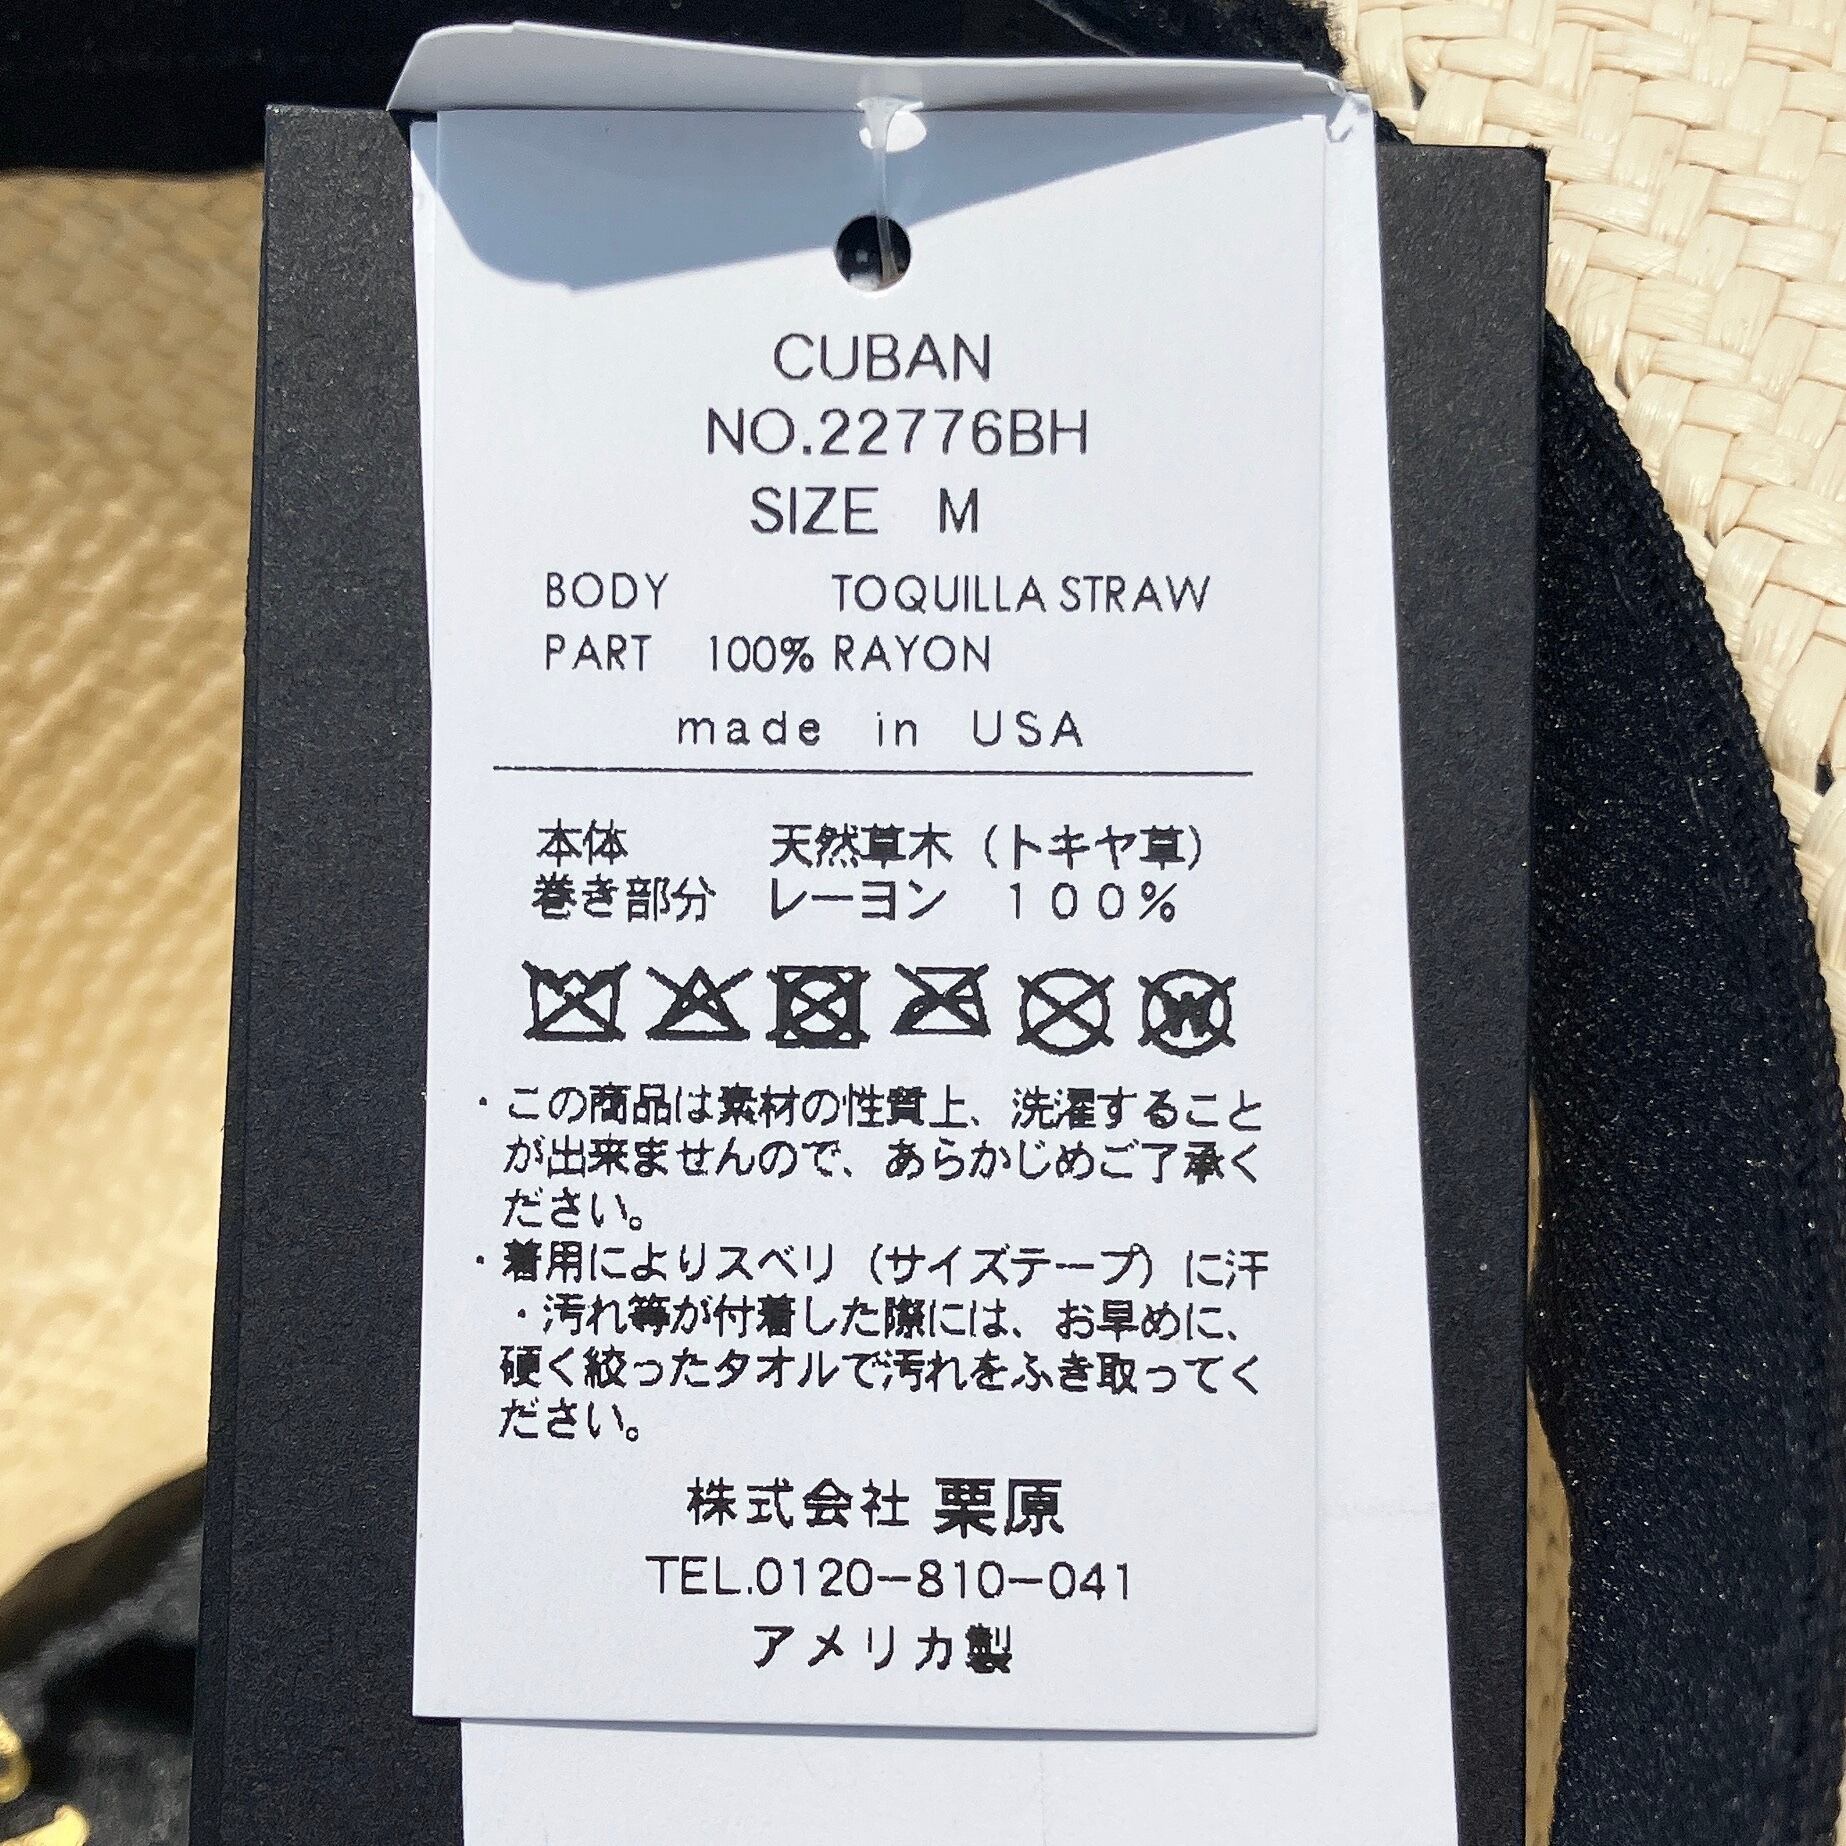 CUBAN
NO.22776BH
SIZE M
BODY TOQUILLA STRAW
PART 100% RAYON
made in USA
本体 天然草木（トキヤ草）
巻き部分 レーヨン １００％
・この商品は素材の性質上、洗濯すること
が出来ませんので、あらかじめご了承く
ださい。
・着用によりスベリ（サイズテープ）に汗
・汚れ等が付着した際には、お早めに、
硬く絞ったタオルで汚れをふき取ってく
ださい。
株式会社 栗原
TEL.0120-810-041
アメリカ製